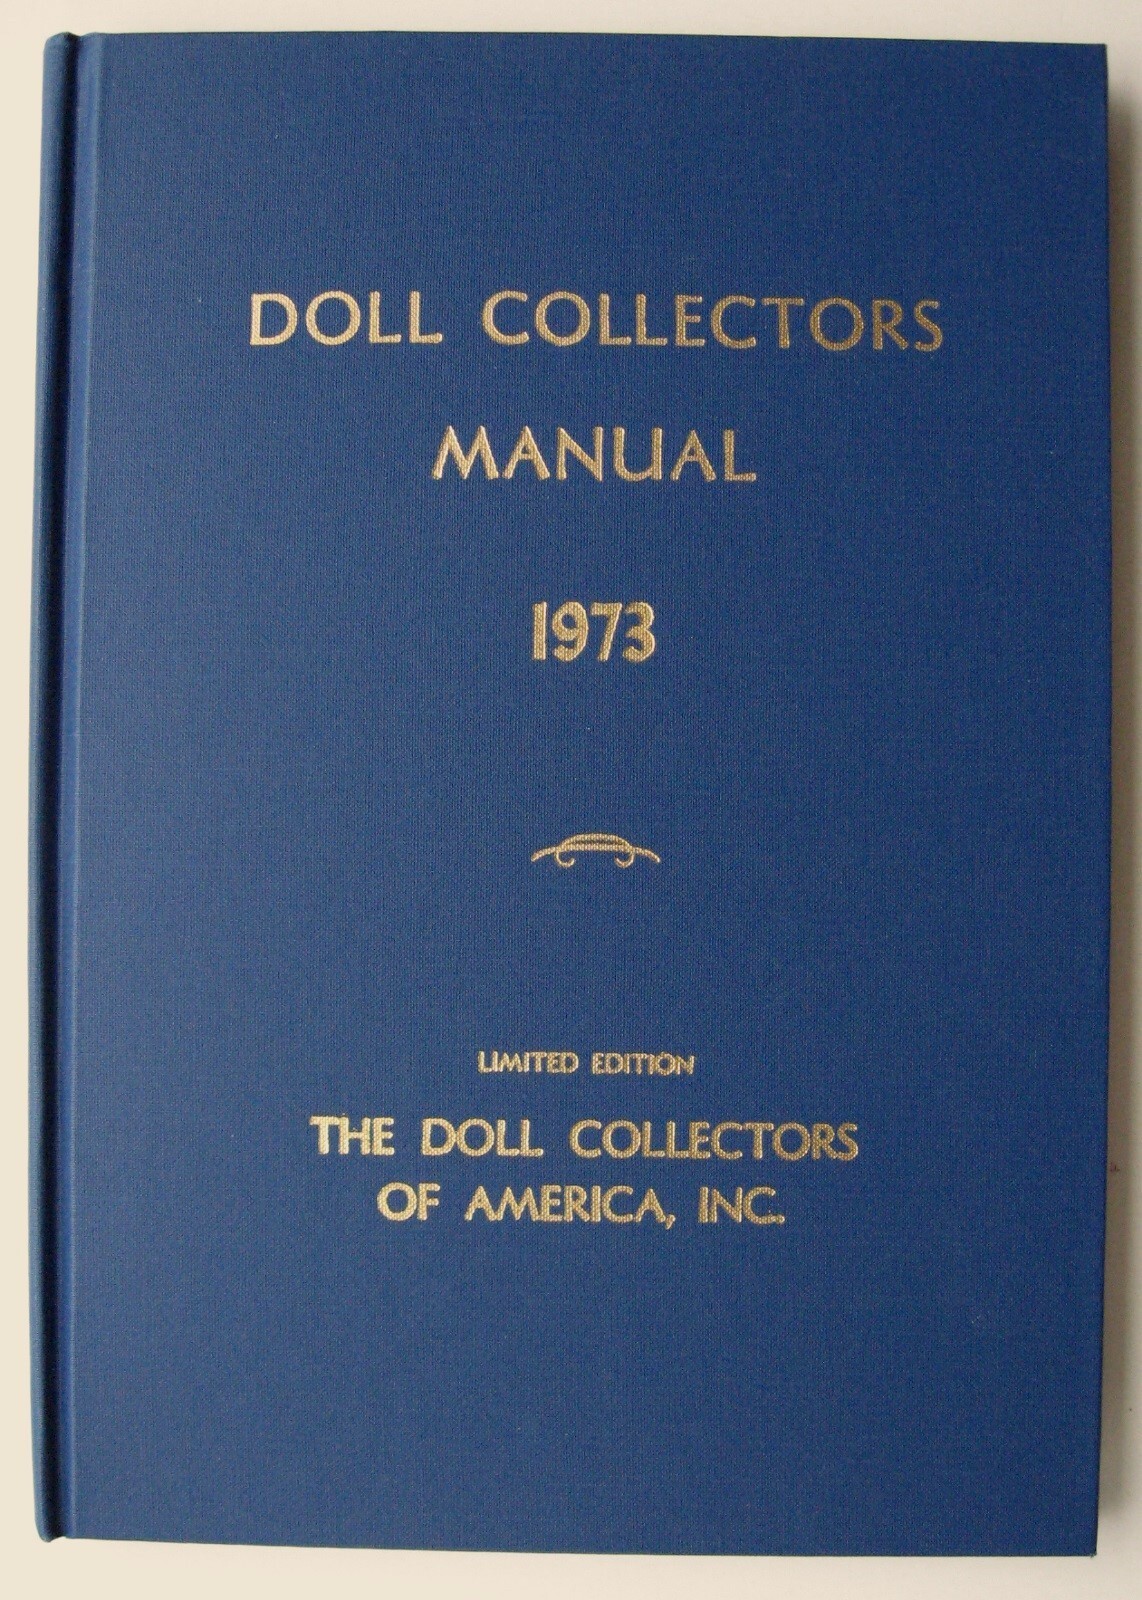 DOLL COLLECTORS
MANUAL
1973
LIMITED EDITION
THE DOLL COLLECTORS
OF AMERICA, INC.